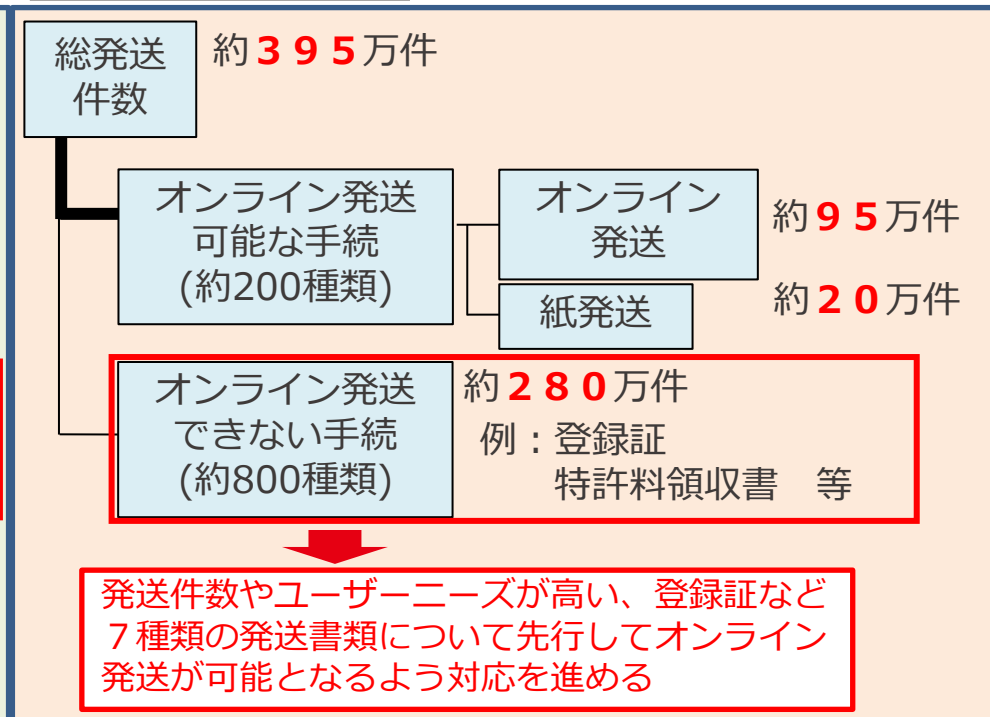 総発送
件数
約３９５万件
オンライン発送
可能な手続
(約200種類)
オンライン
発送
約９５万件
紙発送
約２０万件
オンライン発送
できない手続
(約800種類)
約２８０万件
例：登録証
特許料領収書　等
発送件数やユーザーニーズが高い、登録証など
７種類の発送書類について先行してオンライン
発送が可能となるよう対応を進める